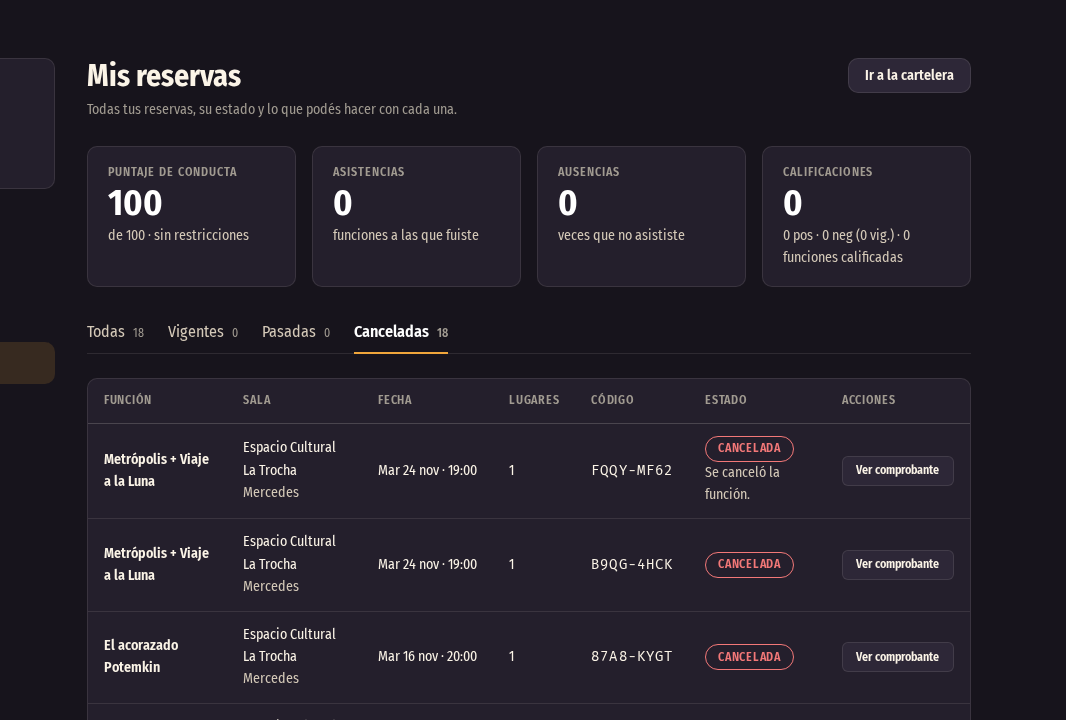 Mis reservas
Ir a la cartelera
Todas tus reservas, su estado y lo que podés hacer con cada una.
PUNTAJE DE CONDUCTA
100
de 100 · sin restricciones
ASISTENCIAS
0
funciones a las que fuiste
AUSENCIAS
0
veces que no asististe
CALIFICACIONES
0
0 pos · 0 neg (0 vig.) · 0
funciones calificadas
Todas 18 Vigentes 0 Pasadas 0 Canceladas 18
FUNCIÓN SALA FECHA LUGARES CÓDIGO ESTADO ACCIONES
Metrópolis + Viaje
a la Luna
Espacio Cultural
La Trocha
Mercedes
Mar 24 nov · 19:00
1
FQQY-MF62
CANCELADA
Se canceló la
función.
Ver comprobante
Metrópolis + Viaje
a la Luna
Espacio Cultural
La Trocha
Mercedes
Mar 24 nov · 19:00
1
B9QG-4HCK
CANCELADA
Ver comprobante
El acorazado
Potemkin
Espacio Cultural
La Trocha
Mercedes
Mar 16 nov · 20:00
1
87A8-KYGT
CANCELADA
Ver comprobante